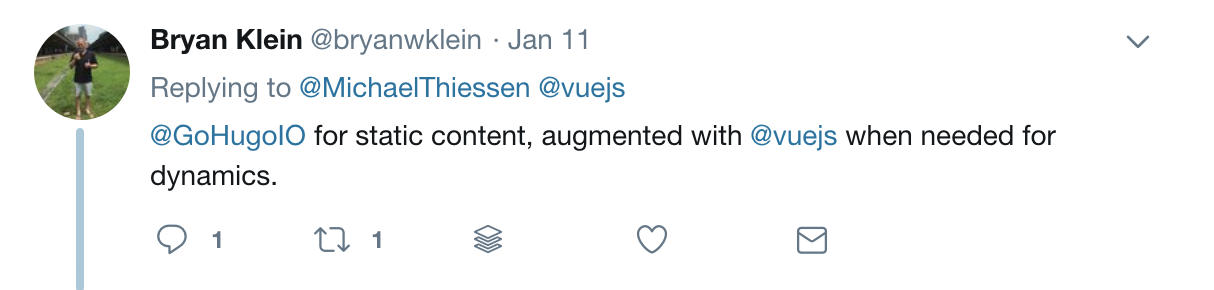 Bryan Klein @bryanwklein · Jan 11
Replying to @MichaelThiessen @vuejs
@GoHugoIO for static content, augmented with @vuejs when needed for
dynamics.
1 1